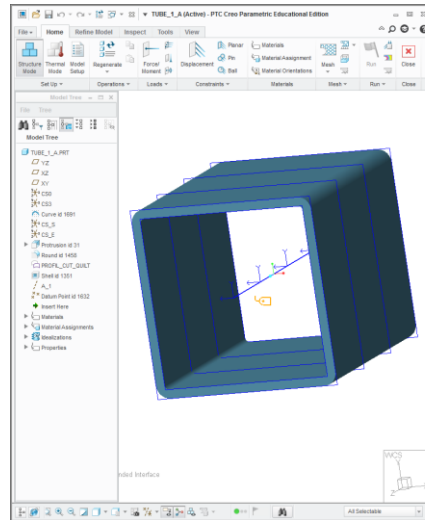 TUBE_1_A (Active) - PTC Creo Parametric Educational Edition
File Home Refine Model Inspect Tools View
Structure Mode Thermal Mode Model Setup Regenerate Force/Moment Displacement Planar Pin Ball Materials Material Assignment Material Orientations Mesh Run Close
Set Up Operations Loads Constraints Materials Mesh Run Close
Model Tree
File Tree
Model Tree
TUBE_1_A.PRT
YZ
XZ
XY
CS0
CS3
Curve id 1691
CS_S
CS_E
Protrusion id 31
Round id 1458
PROFIL_CUT_QUILT
Shell id 1351
A_1
Datum Point id 1632
Insert Here
Materials
Material Assignments
Idealizations
Properties
Y
Y
Y
nded Interface
WCS
Y
Z
All Selectable